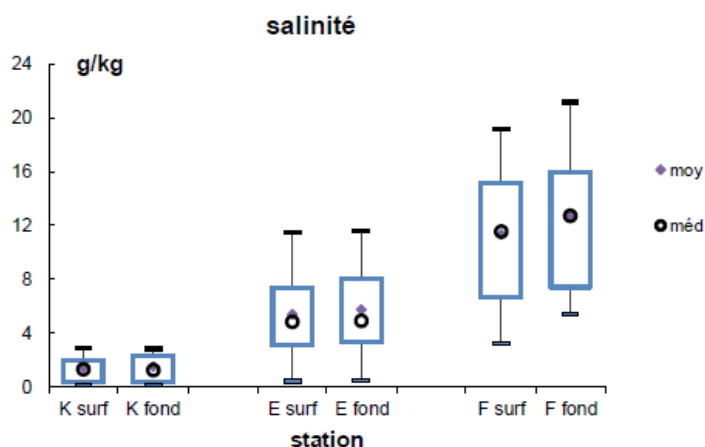 salinité
g/kg
24
20
16
12
8
4
0
K surf K fond E surf E fond F surf F fond
station
moy
méd